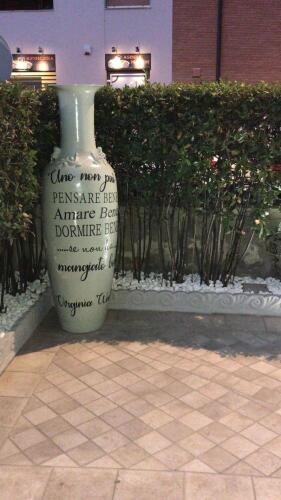 Uno non può
PENSARE BENE
Amare Bene
DORMIRE BENE
.....se non
mangiato
Virginia